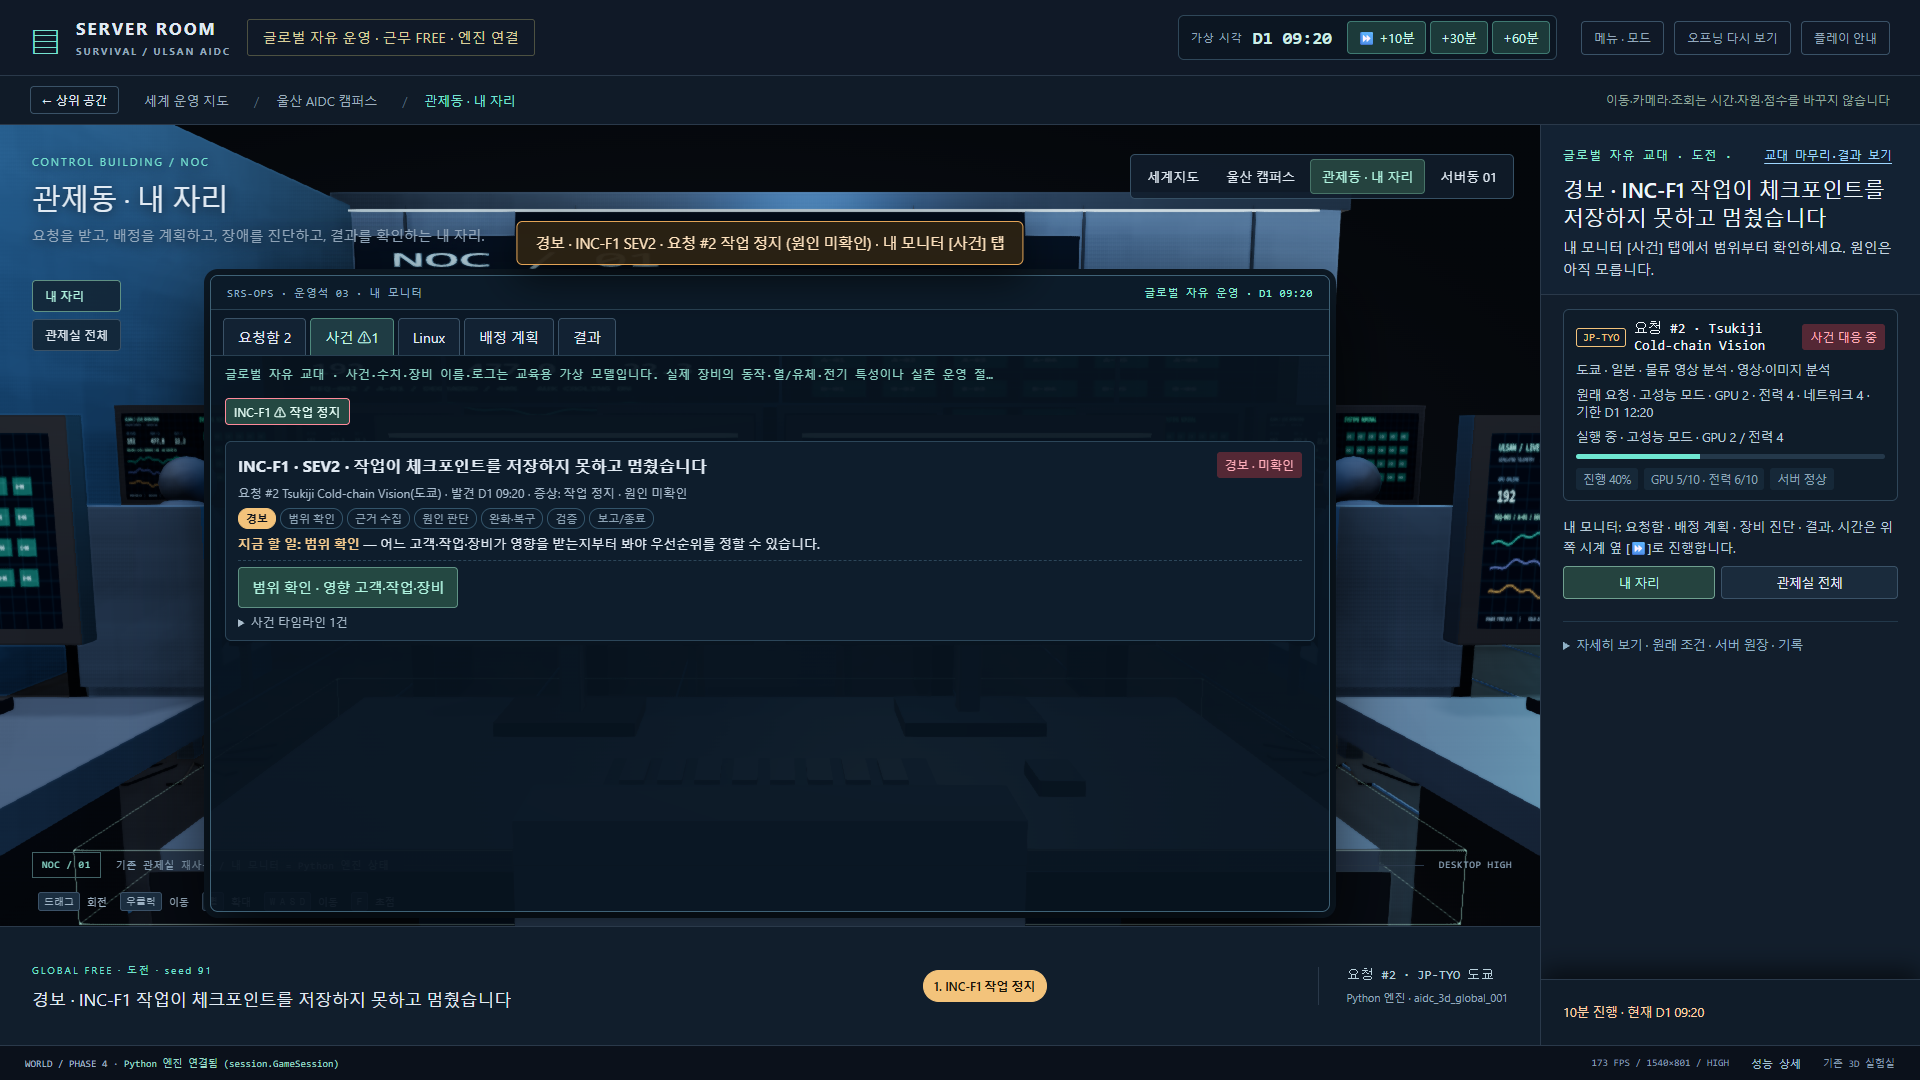 SERVER ROOM
SURVIVAL / ULSAN AIDC
글로벌 자유 운영 · 근무 FREE · 엔진 연결
가상 시각 D1 09:20 ⏩ +10분 +30분 +60분
메뉴 · 모드 오프닝 다시 보기 플레이 안내
← 상위 공간 세계 운영 지도 / 울산 AIDC 캠퍼스 / 관제동 · 내 자리
이동·카메라·조회는 시간·자원·점수를 바꾸지 않습니다
CONTROL BUILDING / NOC
관제동 · 내 자리
요청을 받고, 배정을 계획하고, 장애를 진단하고, 결과를 확인하는 내 자리.
세계지도 울산 캠퍼스 관제동 · 내 자리 서버동 01
경보 · INC-F1 SEV2 · 요청 #2 작업 정지 (원인 미확인) · 내 모니터 [사건] 탭
NOC / 01
내 자리
관제실 전체
SRS-OPS · 운영석 03 · 내 모니터
글로벌 자유 운영 · D1 09:20
요청함 2 사건 ⚠1 Linux 배정 계획 결과
글로벌 자유 교대 · 사건·수치·장비 이름·로그는 교육용 가상 모델입니다. 실제 장비의 동작·열/유체·전기 특성이나 실존 운영 절…
INC-F1 ⚠ 작업 정지
INC-F1 · SEV2 · 작업이 체크포인트를 저장하지 못하고 멈췄습니다
경보 · 미확인
요청 #2 Tsukiji Cold-chain Vision(도쿄) · 발견 D1 09:20 · 증상: 작업 정지 · 원인 미확인
경보 범위 확인 근거 수집 원인 판단 완화·복구 검증 보고/종료
지금 할 일: 범위 확인 — 어느 고객·작업·장비가 영향을 받는지부터 봐야 우선순위를 정할 수 있습니다.
범위 확인 · 영향 고객·작업·장비
▶ 사건 타임라인 1건
NOC / 01 기존 관제실 재사
DESKTOP HIGH
드래그 회전 우클릭 이동
글로벌 자유 교대 · 도전 ·
교대 마무리·결과 보기
경보 · INC-F1 작업이 체크포인트를
저장하지 못하고 멈췄습니다
내 모니터 [사건] 탭에서 범위부터 확인하세요. 원인은
아직 모릅니다.
JP-TYO 요청 #2 · Tsukiji
Cold-chain Vision
사건 대응 중
도쿄 · 일본 · 물류 영상 분석 · 영상·이미지 분석
원래 요청 · 고성능 모드 · GPU 2 · 전력 4 · 네트워크 4 ·
기한 D1 12:20
실행 중 · 고성능 모드 · GPU 2 / 전력 4
진행 40% GPU 5/10 · 전력 6/10 서버 정상
내 모니터: 요청함 · 배정 계획 · 장비 진단 · 결과. 시간은 위
쪽 시계 옆 [⏩]로 진행합니다.
내 자리 관제실 전체
▶ 자세히 보기 · 원래 조건 · 서버 원장 · 기록
10분 진행 · 현재 D1 09:20
GLOBAL FREE · 도전 · seed 91
경보 · INC-F1 작업이 체크포인트를 저장하지 못하고 멈췄습니다
1. INC-F1 작업 정지
요청 #2 · JP-TYO 도쿄
Python 엔진 · aidc_3d_global_001
WORLD / PHASE 4 · Python 엔진 연결됨 (session.GameSession)
173 FPS / 1540×801 / HIGH 성능 상세 기존 3D 실험실